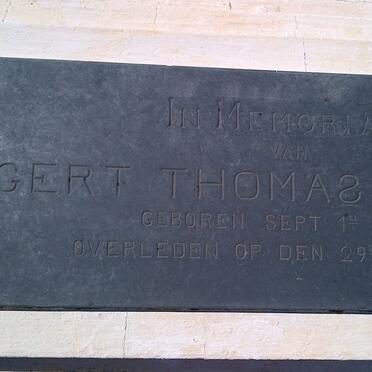 IN MEMORIA
VAN
GERT THOMAS
GEBOREN SEPT 1
OVERLEDEN OP DEN 29